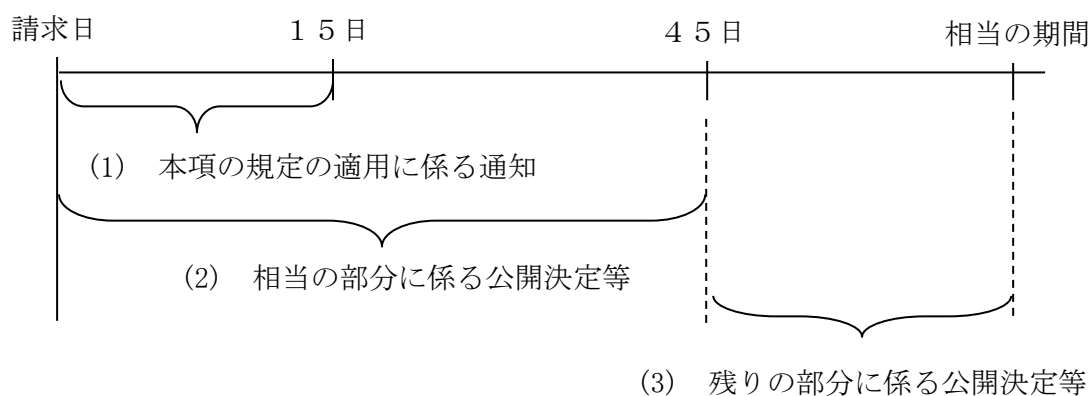 請求日 １５日 ４５日 相当の期間
(1) 本項の規定の適用に係る通知
(2) 相当の部分に係る公開決定等
(3) 残りの部分に係る公開決定等